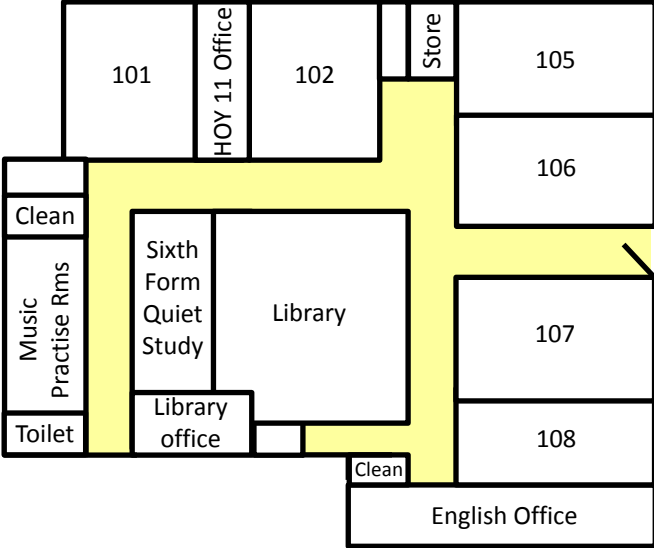 101
HOY 11 Office
102
Store
105
106
Clean
Music
Practise Rms
Toilet
Sixth
Form
Quiet
Study
Library
Library
office
107
108
Clean
English Office